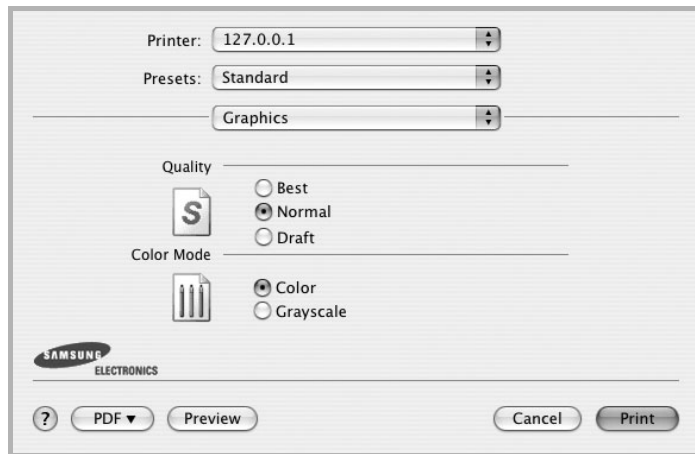 Printer: 127.0.0.1
Presets: Standard
Graphics
Quality
Best
S
Normal
Draft
Color Mode
Color
Grayscale
SAMSUNG
ELECTRONICS
? PDF ▼ Preview Cancel Print